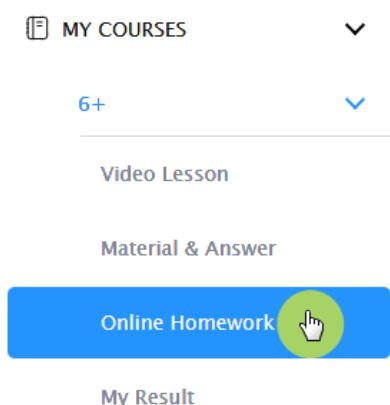 MY COURSES
6+
Video Lesson
Material & Answer
Online Homework
My Result